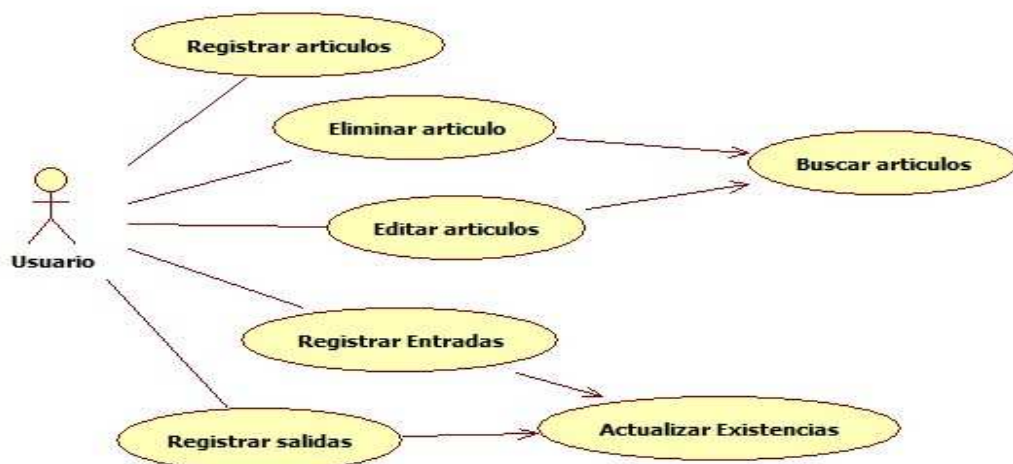 Registrar articulos
Eliminar articulo
Buscar articulos
Editar articulos
Usuario
Registrar Entradas
Actualizar Existencias
Registrar salidas